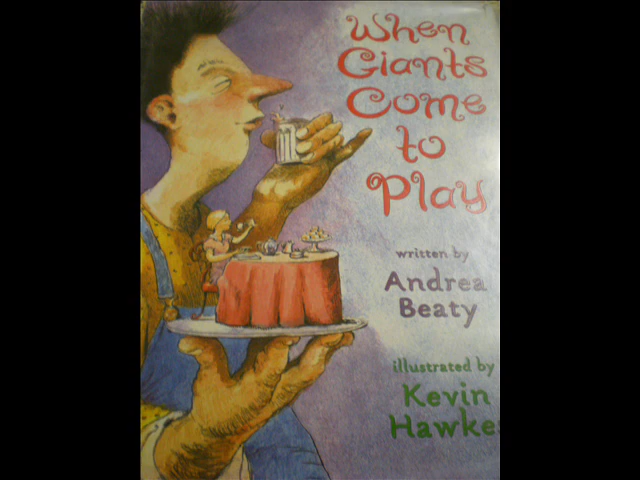 When
Giants
Come
to
Play
written by
Andrea
Beaty
illustrated by
Kevin
Hawkes